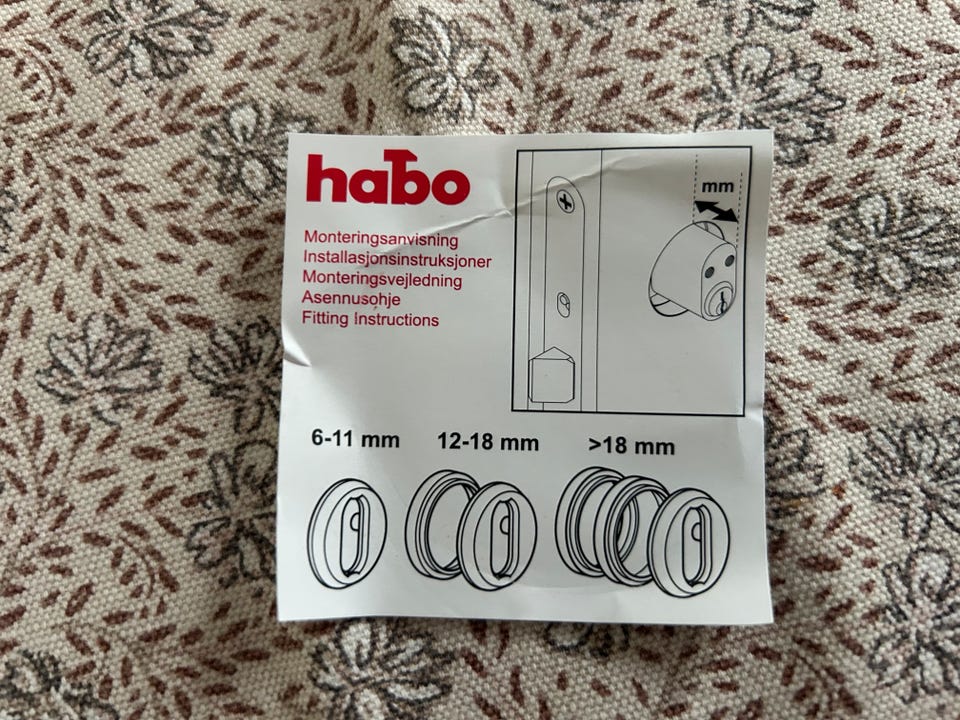 habo
Monteringsanvisning
Installasjonsinstruksjoner
Monteringsvejledning
Asennusohje
Fitting Instructions
mm
6-11 mm
12-18 mm
>18 mm